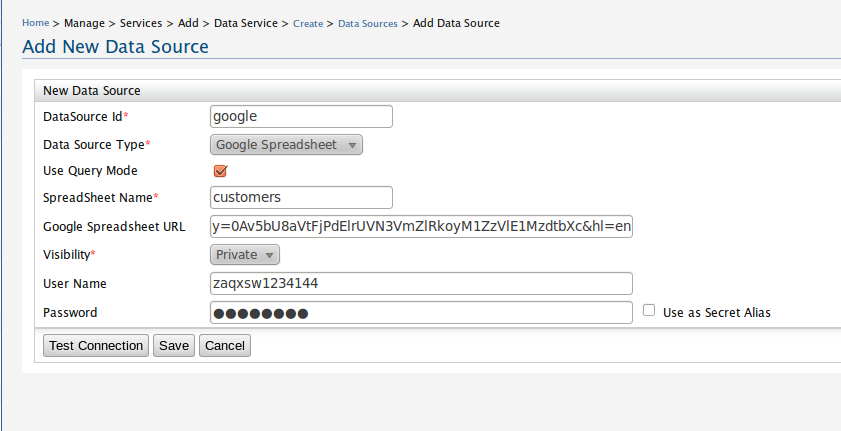 Home > Manage > Services > Add > Data Service > Create > Data Sources > Add Data Source
Add New Data Source
New Data Source
DataSource Id* google
Data Source Type* Google Spreadsheet
Use Query Mode
SpreadSheet Name* customers
Google Spreadsheet URL y=0Av5bU8aVtFjPdElrUVN3VmZlRkoyM1ZzVlE1MzdtbXc&hl=en
Visibility* Private
User Name zaqxsw1234144
Password ●●●●●●●● Use as Secret Alias
Test Connection Save Cancel